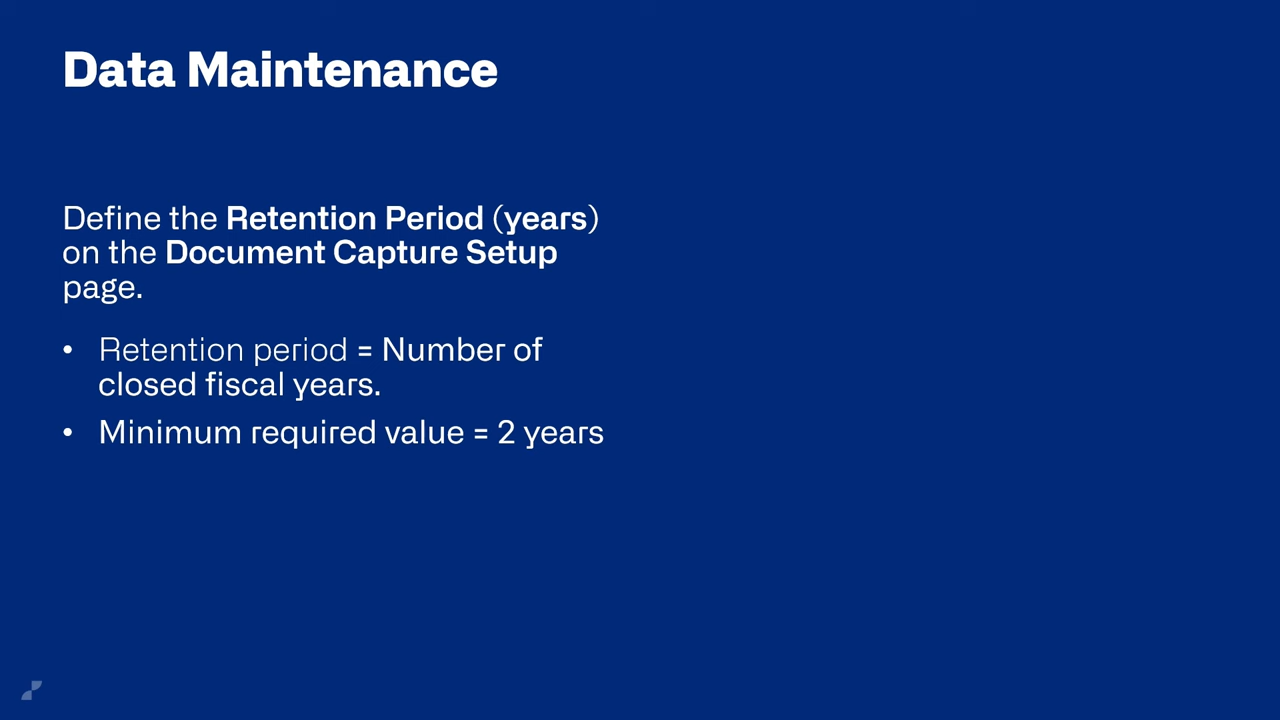 Data Maintenance
Define the Retention Period (years)
on the Document Capture Setup
page.
• Retention period = Number of
closed fiscal years.
• Minimum required value = 2 years